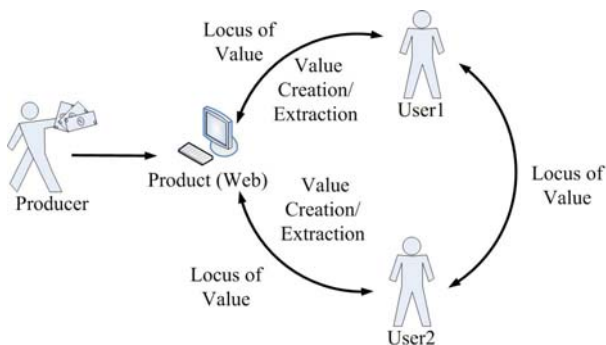 Locus of
Value
Value
Creation/
Extraction
User1
Producer
Product (Web)
Value
Creation/
Extraction
Locus of
Value
Locus of
Value
User2